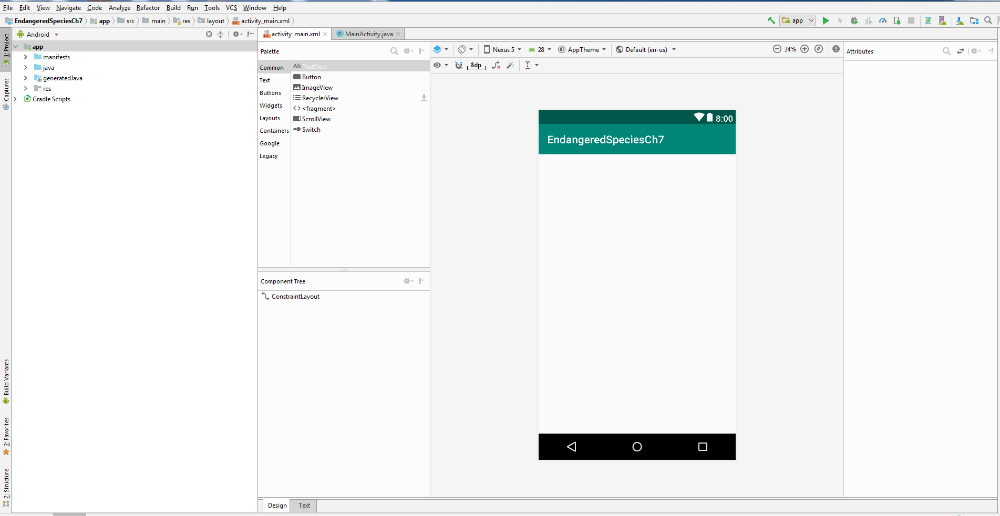 File Edit View Navigate Code Analyze Refactor Build Run Tools VCS Window Help
EndangeredSpeciesCh7 app src main res layout activity_main.xml app
1: Project
Captures
Build Variants
2: Favorites
7: Structure
Android
app
manifests
java
generatedJava
res
Gradle Scripts
activity_main.xml MainActivity.java
Palette
Common
Text
Buttons
Widgets
Layouts
Containers
Google
Legacy
Ab TextView
Button
ImageView
RecyclerView
<fragment>
ScrollView
Switch
Component Tree
ConstraintLayout
Nexus 5 28 AppTheme Default (en-us) 34%
8dp
8:00
EndangeredSpeciesCh7
Attributes
Design Text